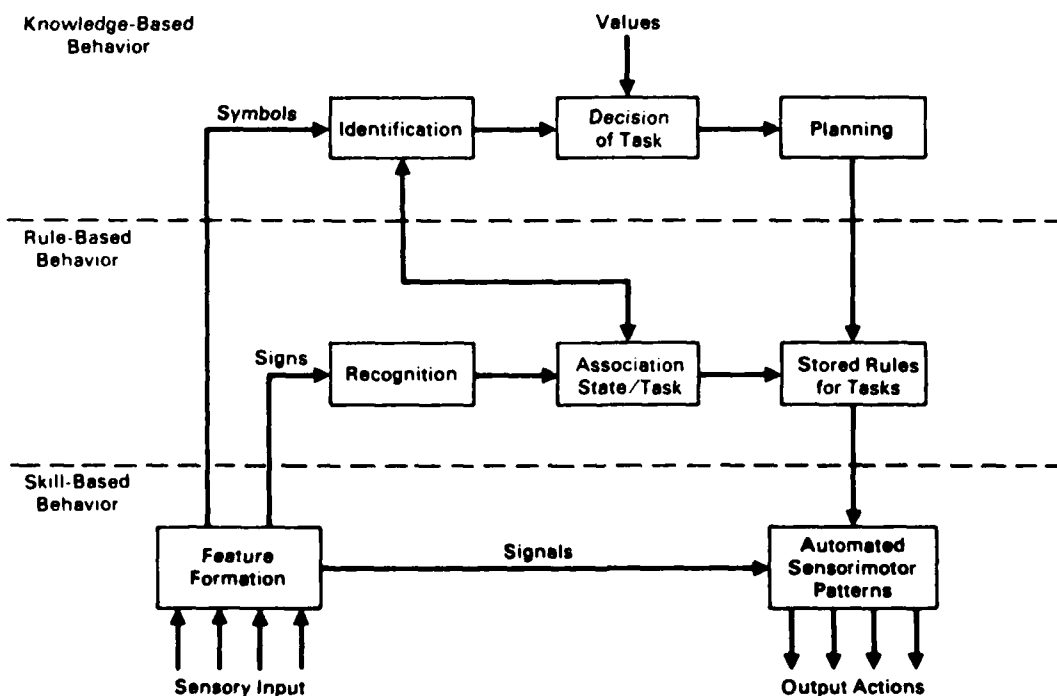 Knowledge-Based
Behavior
Values
Symbols
Identification
Decision
of Task
Planning
Rule-Based
Behavior
Signs
Recognition
Association
State/Task
Stored Rules
for Tasks
Skill-Based
Behavior
Feature
Formation
Signals
Automated
Sensorimotor
Patterns
Sensory Input
Output Actions